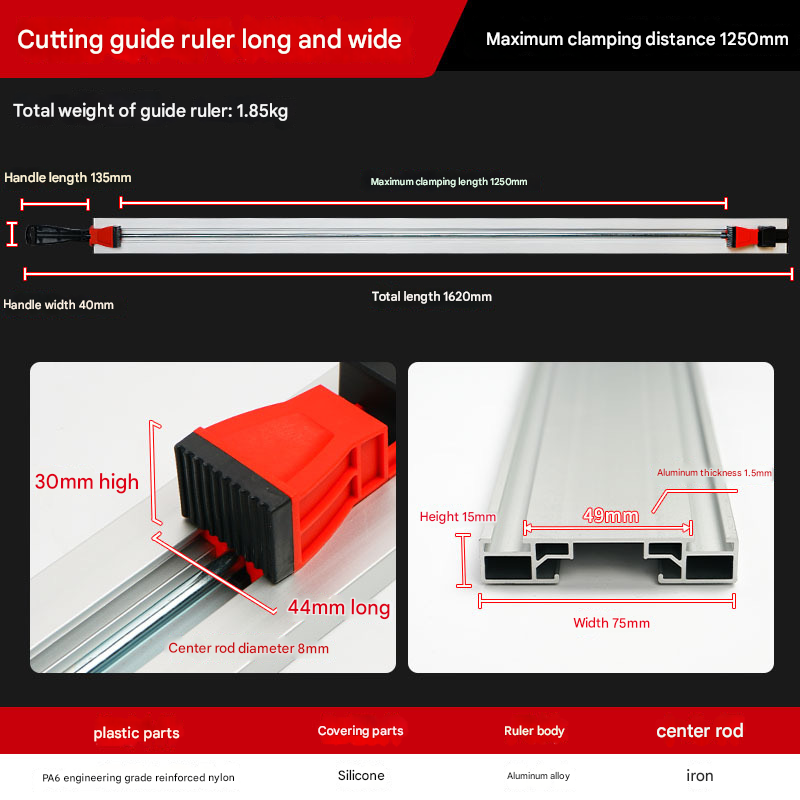 Cutting guide ruler long and wide
Maximum clamping distance 1250mm
Total weight of guide ruler: 1.85kg
Handle length 135mm
Maximum clamping length 1250mm
Total length 1620mm
Handle width 40mm
30mm high
44mm long
Center rod diameter 8mm
Aluminum thickness 1.5mm
49mm
Height 15mm
Width 75mm
plastic parts
Covering parts
Ruler body
center rod
PA6 engineering grade reinforced nylon
Silicone
Aluminum alloy
iron